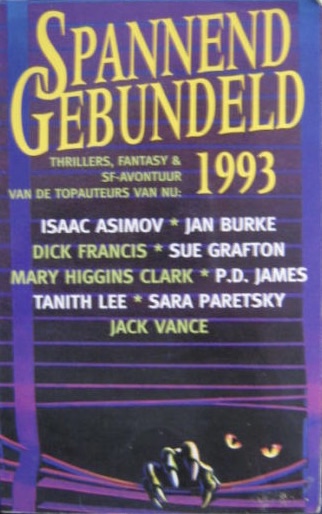 SPANNEND
GEBUNDELD
THRILLERS, FANTASY &
SF-AVONTUUR
VAN DE TOPAUTEURS VAN NU:
1993
ISAAC ASIMOV * JAN BURKE
DICK FRANCIS * SUE GRAFTON
MARY HIGGINS CLARK * P.D. JAMES
TANITH LEE * SARA PARETSKY
JACK VANCE